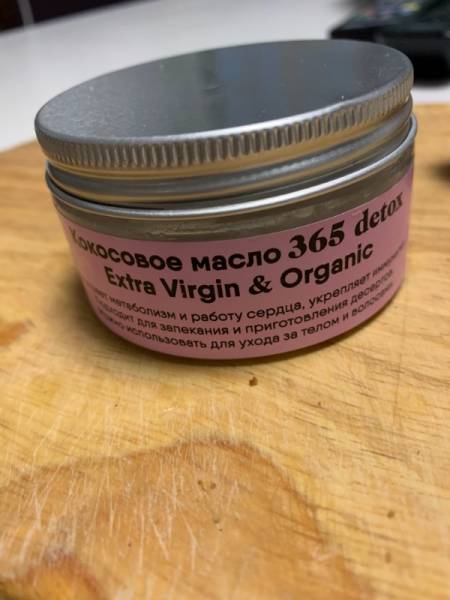 Кокосовое масло 365 detox
Extra Virgin & Organic
метаболизм и работу сердца, укрепляет
подходит для запекания и приготовления десертов,
использовать для ухода за телом и волосами